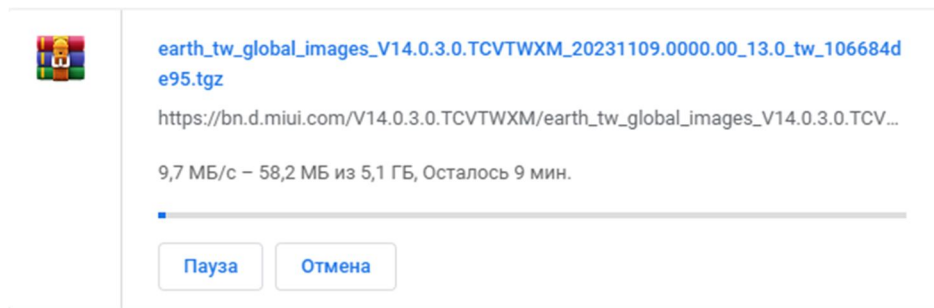 earth_tw_global_images_V14.0.3.0.TCVTWXM_20231109.0000.00_13.0_tw_106684d
e95.tgz
https://bn.d.miui.com/V14.0.3.0.TCVTWXM/earth_tw_global_images_V14.0.3.0.TCV...
9,7 МБ/с – 58,2 МБ из 5,1 ГБ, Осталось 9 мин.
Пауза Отмена